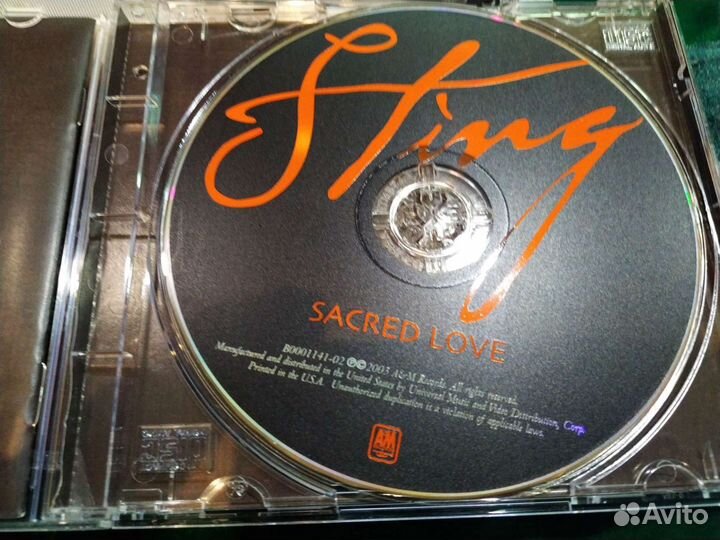 Sting
SACRED LOVE
B0001141-02 ℗©2003 A&M Records. All rights reserved.
Manufactured and distributed in the United States by Universal Music and Video Distribution, Corp.
Printed in the U.S.A. Unauthorized duplication is a violation of applicable laws.
A&M
Avito